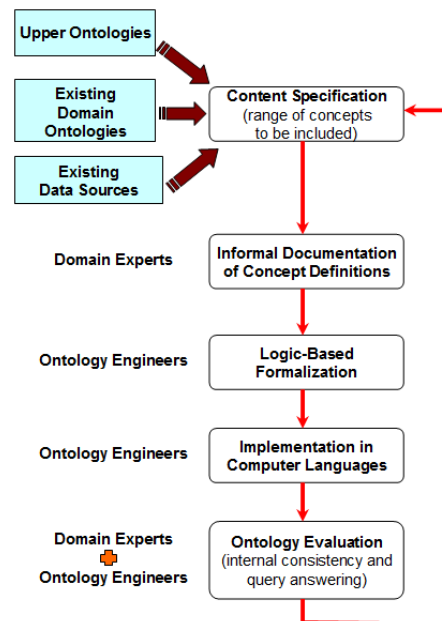 Upper Ontologies
Existing
Domain
Ontologies
Existing
Data Sources
Content Specification
(range of concepts
to be included)
Domain Experts
Informal Documentation
of Concept Definitions
Ontology Engineers
Logic-Based
Formalization
Ontology Engineers
Implementation in
Computer Languages
Domain Experts
Ontology Engineers
Ontology Evaluation
(internal consistency and
query answering)